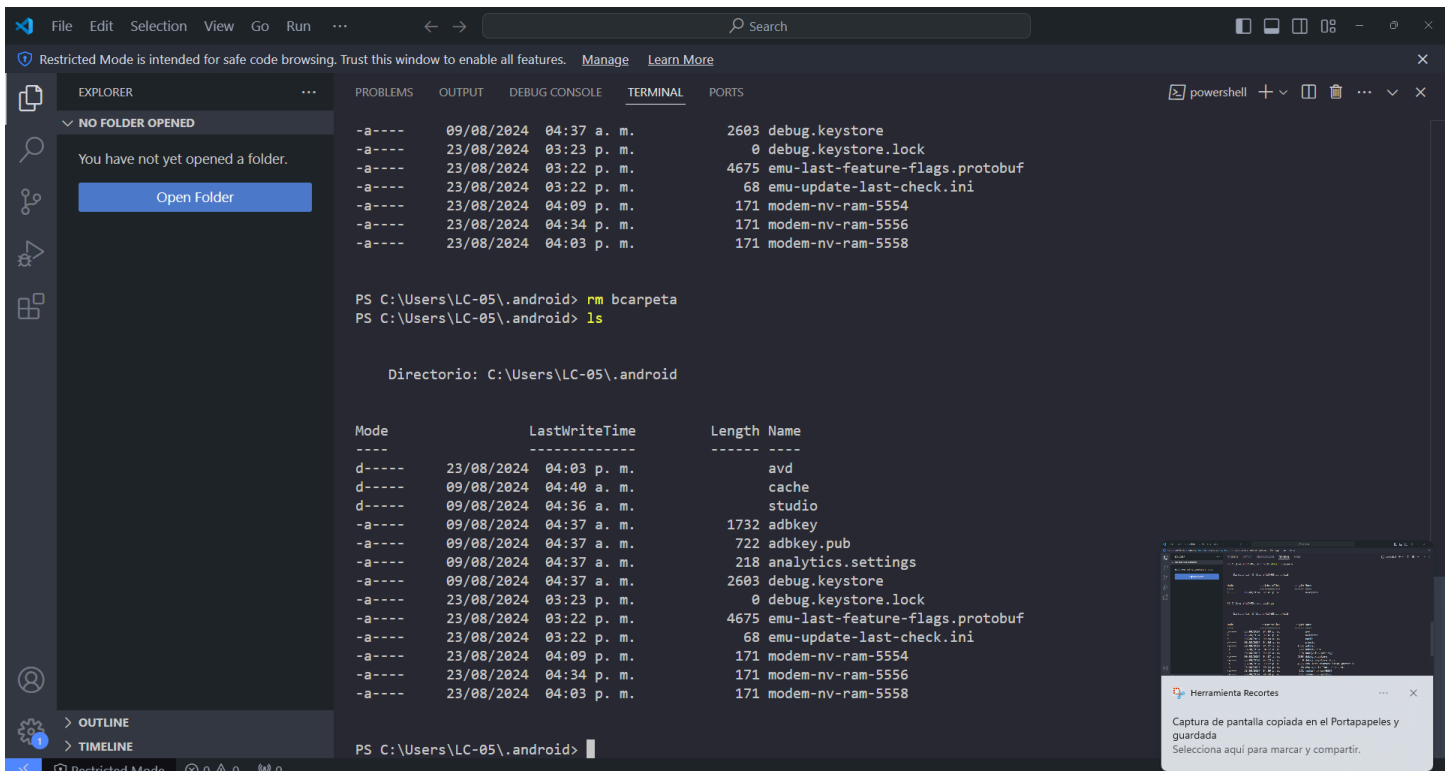 File Edit Selection View Go Run ··· ← → Search
Restricted Mode is intended for safe code browsing. Trust this window to enable all features. Manage Learn More
EXPLORER ···
NO FOLDER OPENED
You have not yet opened a folder.
Open Folder
OUTLINE
TIMELINE
PROBLEMS OUTPUT DEBUG CONSOLE TERMINAL PORTS powershell
-a---- 09/08/2024 04:37 a. m. 2603 debug.keystore
-a---- 23/08/2024 03:23 p. m. 0 debug.keystore.lock
-a---- 23/08/2024 03:22 p. m. 4675 emu-last-feature-flags.protobuf
-a---- 23/08/2024 03:22 p. m. 68 emu-update-last-check.ini
-a---- 23/08/2024 04:09 p. m. 171 modem-nv-ram-5554
-a---- 23/08/2024 04:34 p. m. 171 modem-nv-ram-5556
-a---- 23/08/2024 04:03 p. m. 171 modem-nv-ram-5558
PS C:\Users\LC-05\.android> rm bcarpeta
PS C:\Users\LC-05\.android> ls
Directorio: C:\Users\LC-05\.android
Mode LastWriteTime Length Name
---- ------------- ------ ----
d----- 23/08/2024 04:03 p. m. avd
d----- 09/08/2024 04:40 a. m. cache
d----- 09/08/2024 04:36 a. m. studio
-a---- 09/08/2024 04:37 a. m. 1732 adbkey
-a---- 09/08/2024 04:37 a. m. 722 adbkey.pub
-a---- 09/08/2024 04:37 a. m. 218 analytics.settings
-a---- 09/08/2024 04:37 a. m. 2603 debug.keystore
-a---- 23/08/2024 03:23 p. m. 0 debug.keystore.lock
-a---- 23/08/2024 03:22 p. m. 4675 emu-last-feature-flags.protobuf
-a---- 23/08/2024 03:22 p. m. 68 emu-update-last-check.ini
-a---- 23/08/2024 04:09 p. m. 171 modem-nv-ram-5554
-a---- 23/08/2024 04:34 p. m. 171 modem-nv-ram-5556
-a---- 23/08/2024 04:03 p. m. 171 modem-nv-ram-5558
PS C:\Users\LC-05\.android>
Herramienta Recortes ···
Captura de pantalla copiada en el Portapapeles y
guardada
Selecciona aquí para marcar y compartir.
1
Restricted Mode 0 0 0